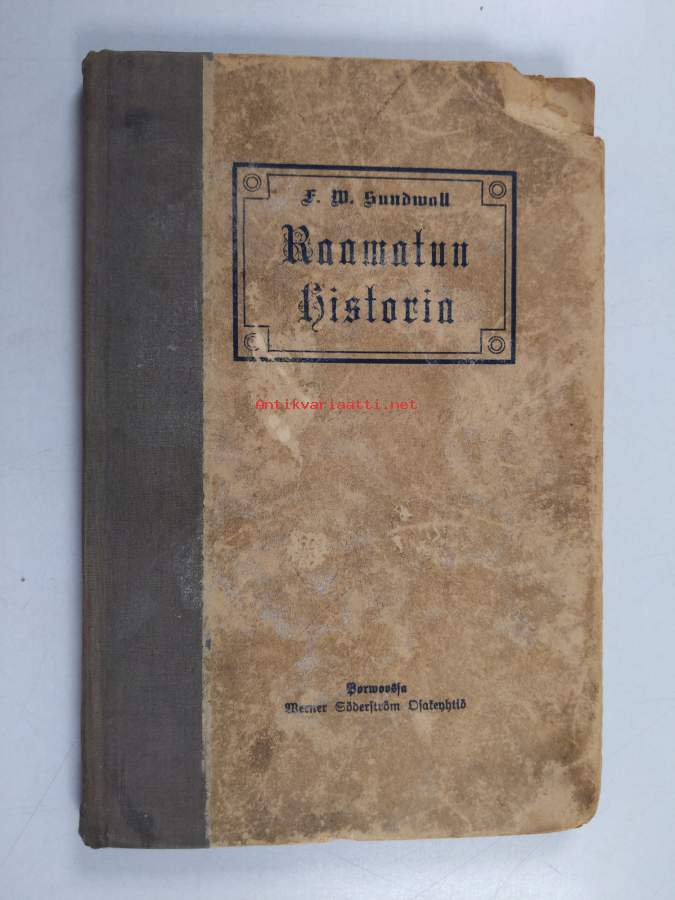 F. W. Sundwall
Raamatun
Historia
Antikvariaatti.net
Porwoossa
Werner Söderström Osakeyhtiö